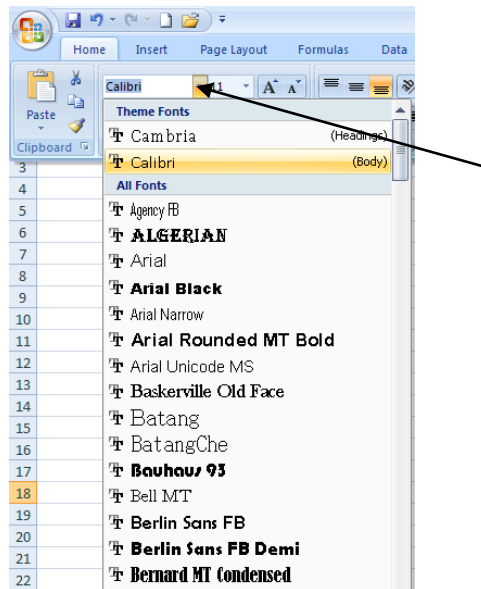 Home Insert Page Layout Formulas Data
Calibri 11 A A
Paste
Clipboard
Theme Fonts
Cambria (Headings)
Calibri (Body)
All Fonts
Agency FB
ALGERIAN
Arial
Arial Black
Arial Narrow
Arial Rounded MT Bold
Arial Unicode MS
Baskerville Old Face
Batang
BatangChe
Bauhaus 93
Bell MT
Berlin Sans FB
Berlin Sans FB Demi
Bernard MT Condensed
3
4
5
6
7
8
9
10
11
12
13
14
15
16
17
18
19
20
21
22